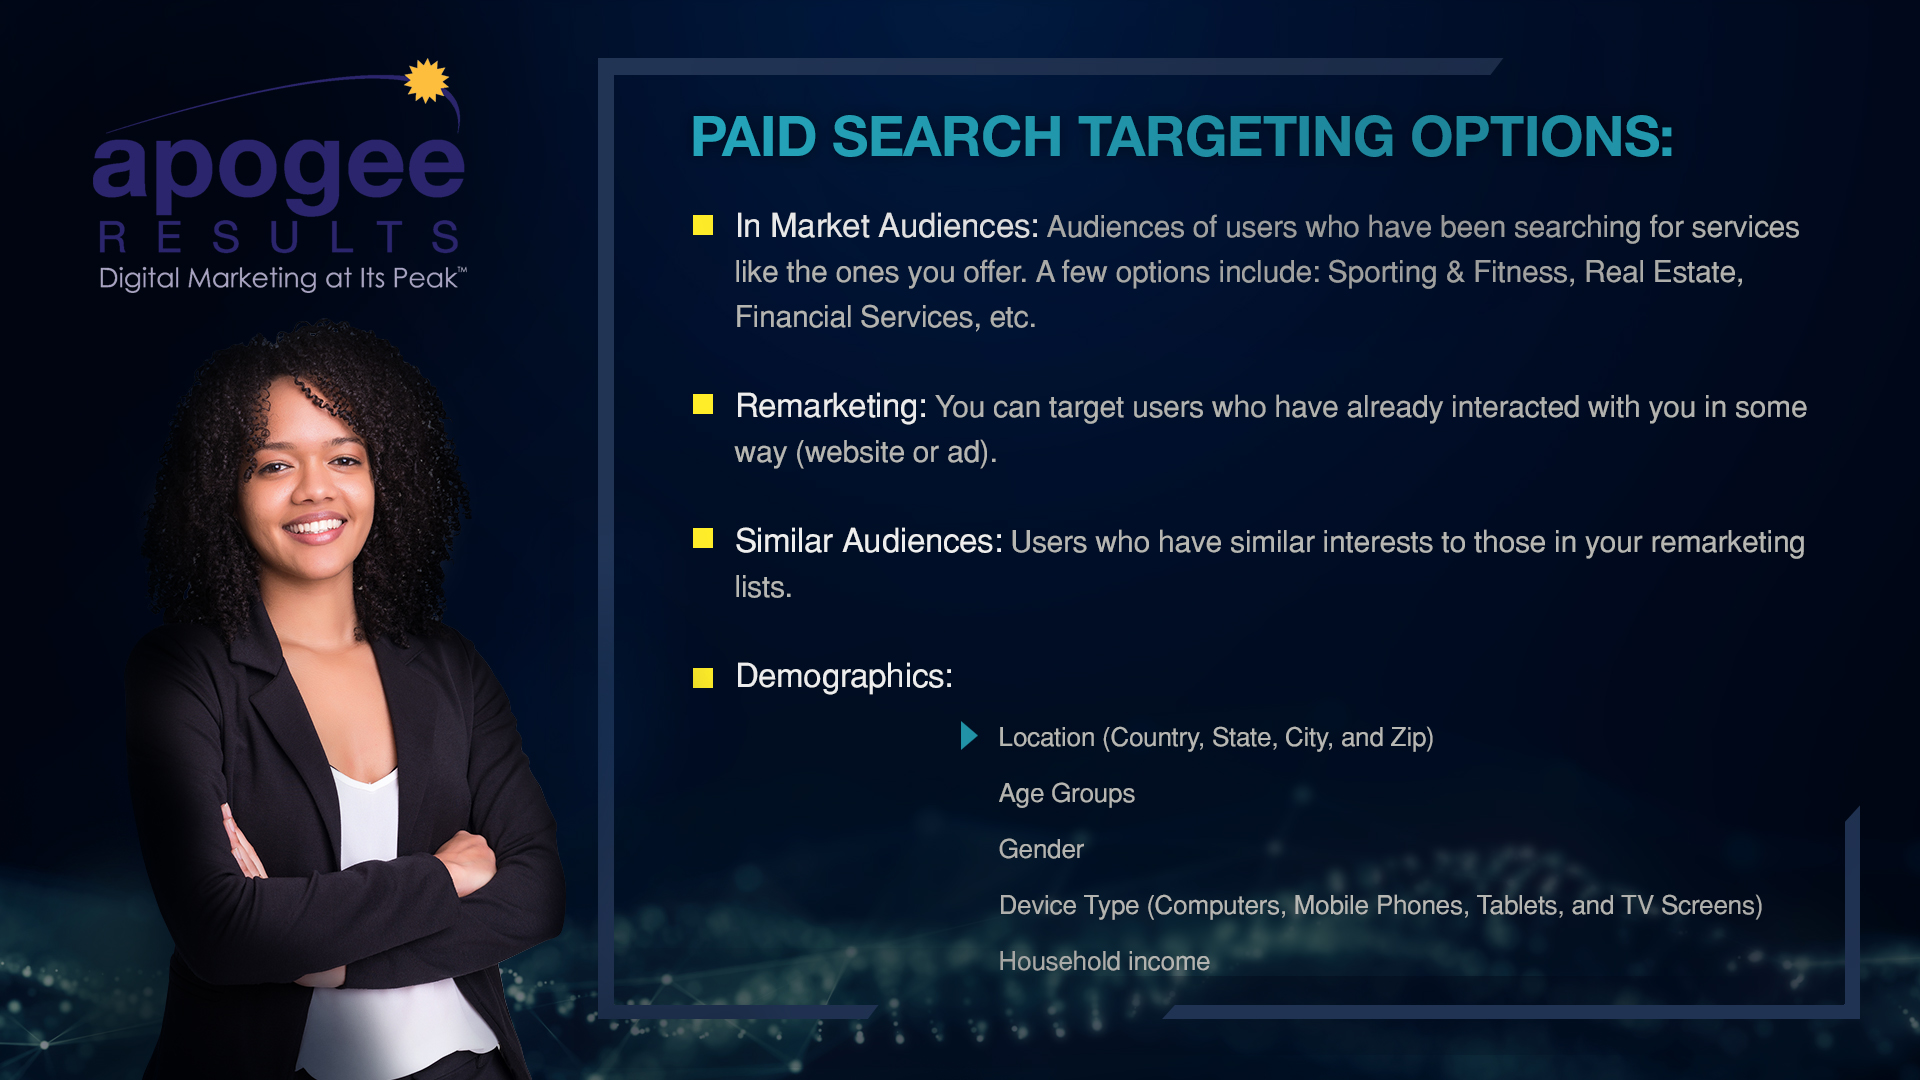 apogee
RESULTS
Digital Marketing at Its Peak™
PAID SEARCH TARGETING OPTIONS:
In Market Audiences: Audiences of users who have been searching for services
like the ones you offer. A few options include: Sporting & Fitness, Real Estate,
Financial Services, etc.
Remarketing: You can target users who have already interacted with you in some
way (website or ad).
Similar Audiences: Users who have similar interests to those in your remarketing
lists.
Demographics:
Location (Country, State, City, and Zip)
Age Groups
Gender
Device Type (Computers, Mobile Phones, Tablets, and TV Screens)
Household income